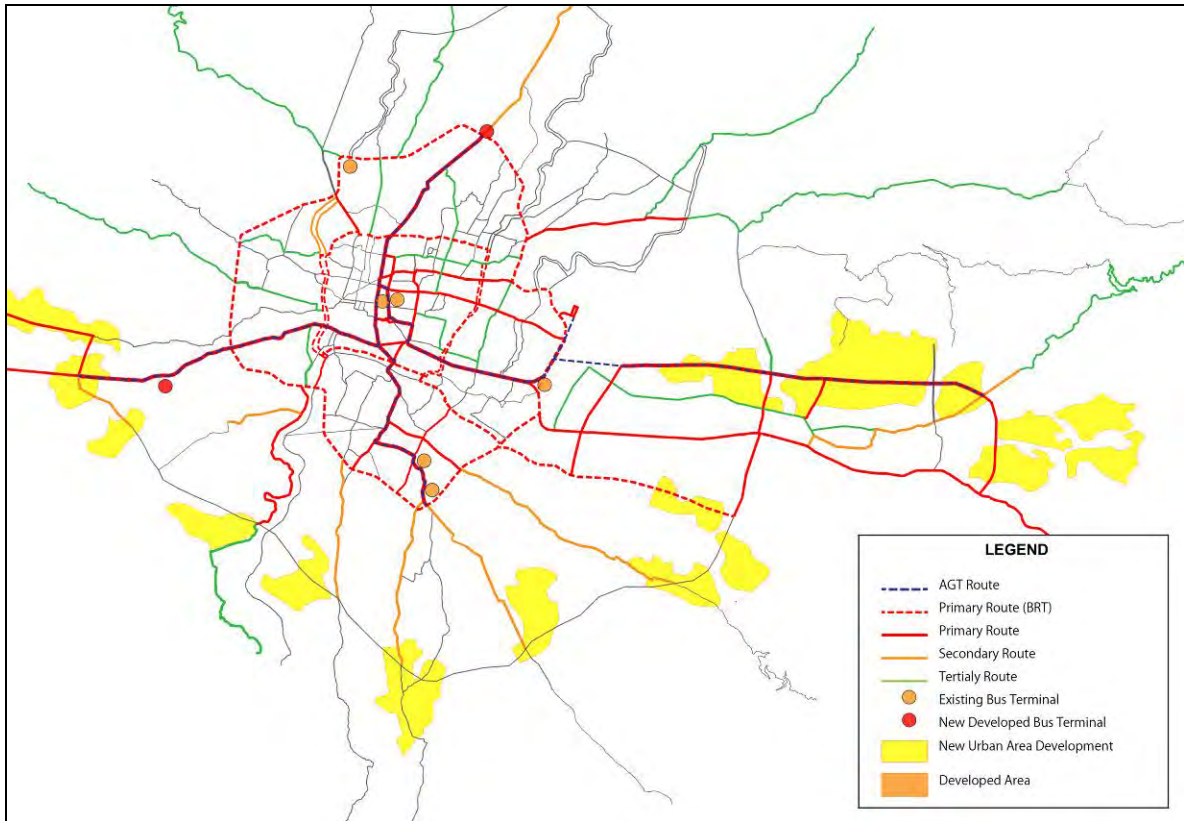 LEGEND
AGT Route
Primary Route (BRT)
Primary Route
Secondary Route
Tertialy Route
Existing Bus Terminal
New Developed Bus Terminal
New Urban Area Development
Developed Area